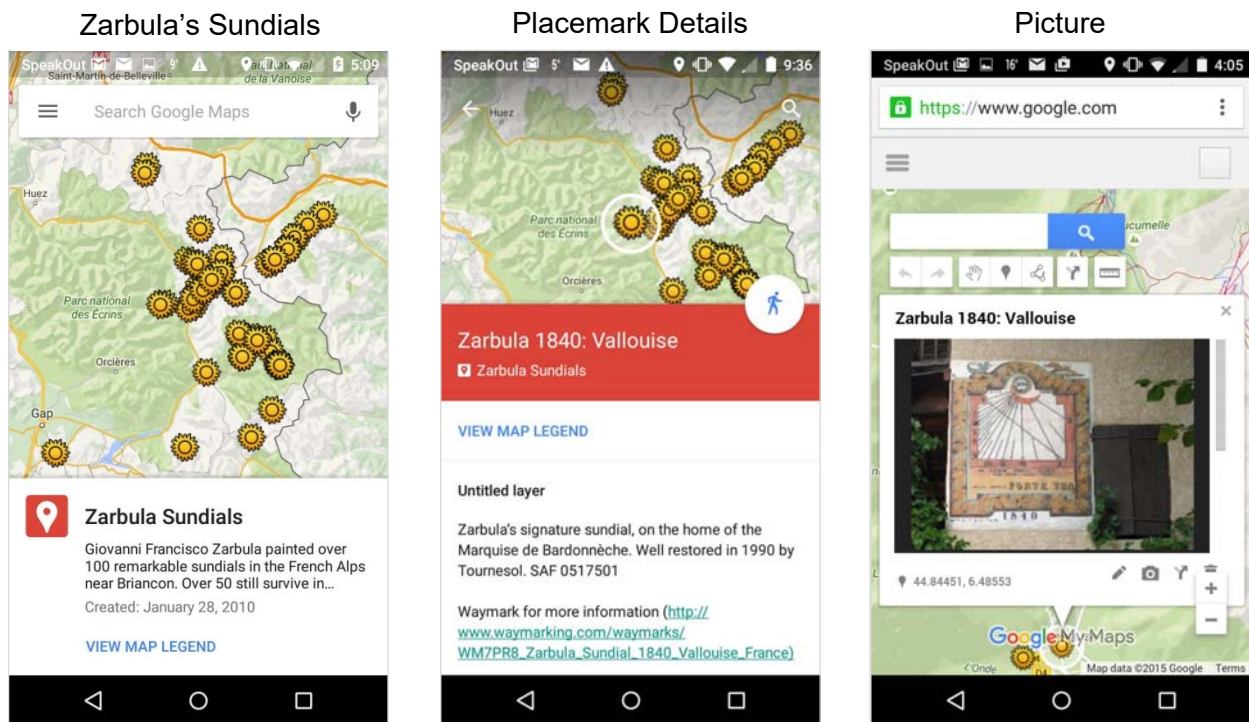 Zarbula's Sundials
SpeakOut 9' 5:09
Saint-Martin-de-Belleville
de la Vanoise
Search Google Maps
Huez
Parc national
des Écrins
Orcières
Gap
Zarbula Sundials
Giovanni Francisco Zarbula painted over
100 remarkable sundials in the French Alps
near Briancon. Over 50 still survive in...
Created: January 28, 2010
VIEW MAP LEGEND
Placemark Details
SpeakOut 5' 9:36
Huez
Parc national
des Écrins
Orcières
Zarbula 1840: Vallouise
Zarbula Sundials
VIEW MAP LEGEND
Untitled layer
Zarbula's signature sundial, on the home of the
Marquise de Bardonnèche. Well restored in 1990 by
Tournesol. SAF 0517501
Waymark for more information (http://
www.waymarking.com/waymarks/
WM7PR8_Zarbula_Sundial_1840_Vallouise_France)
Picture
SpeakOut 16' 4:05
https://www.google.com
ucumelle
Zarbula 1840: Vallouise
1840
44.84451, 6.48553
Google My Maps
L'Onde
D4
Map data ©2015 Google Terms